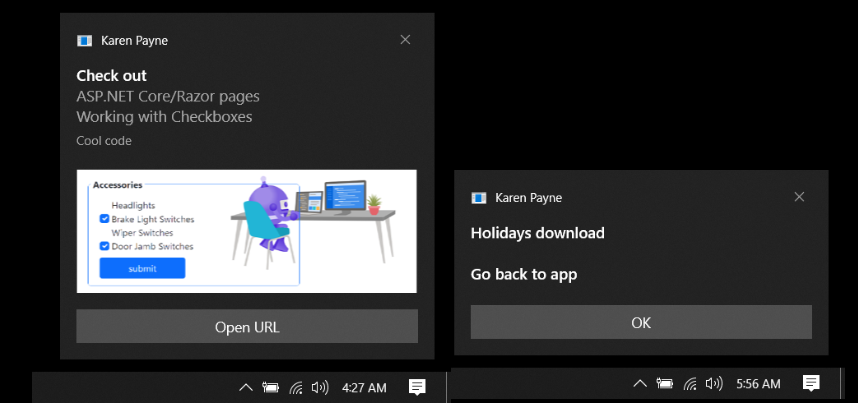 Karen Payne
Check out
ASP.NET Core/Razor pages
Working with Checkboxes
Cool code
Accessories
Headlights
Brake Light Switches
Wiper Switches
Door Jamb Switches
submit
Open URL
4:27 AM
Karen Payne
Holidays download
Go back to app
OK
5:56 AM